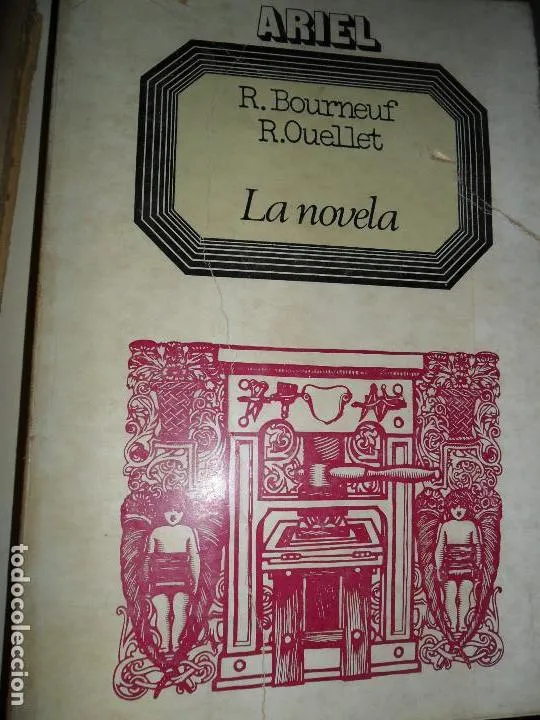 ARIEL
R. Bourneuf
R. Ouellet
La novela
todocoleccion